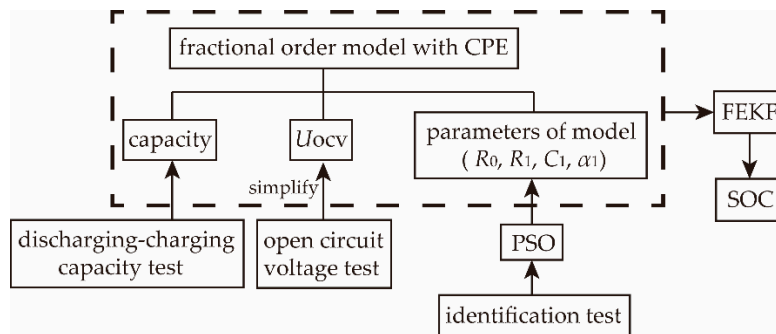 fractional order model with CPE
capacity
Uocv
parameters of model
( R0, R1, C1, α1)
FEKF
simplify
SOC
discharging-charging
capacity test
open circuit
voltage test
PSO
identification test